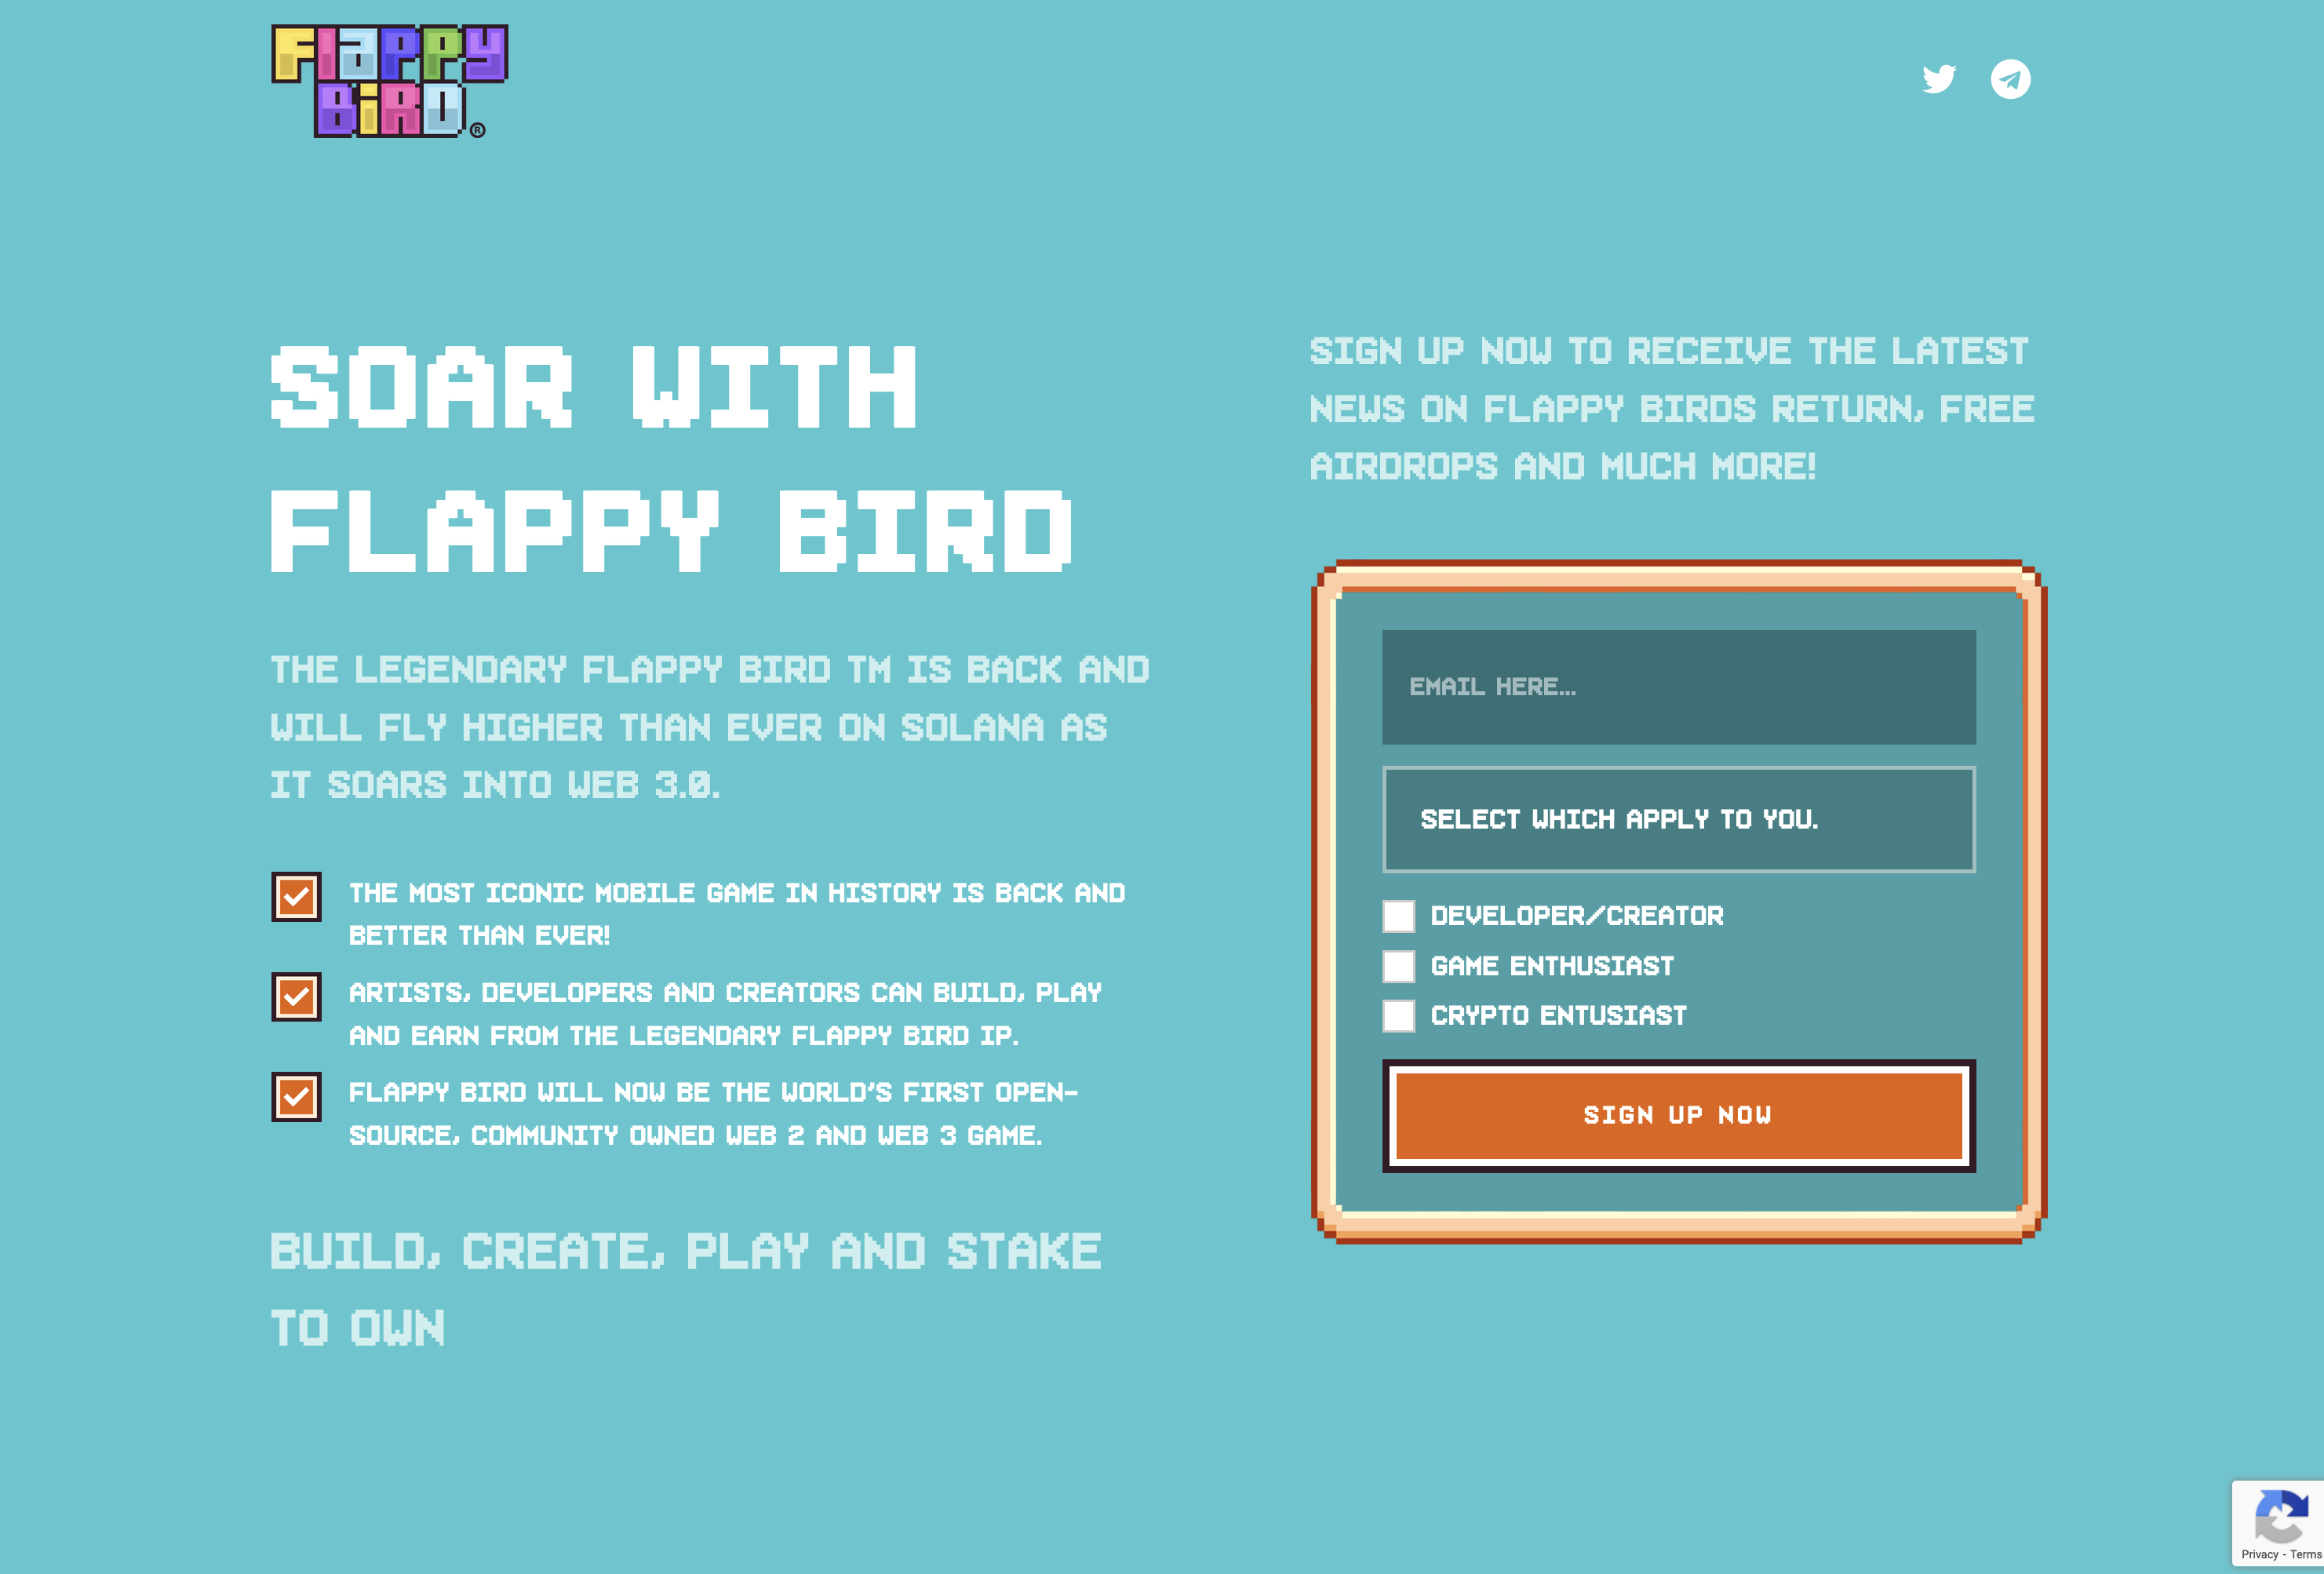 Flappy
BiRD®
SOAR WITH
FLAPPY BIRD
THE LEGENDARY FLAPPY BIRD TM IS BACK AND
WILL FLY HIGHER THAN EVER ON SOLANA AS
IT SOARS INTO WEB 3.0.
THE MOST ICONIC MOBILE GAME IN HISTORY IS BACK AND
BETTER THAN EVER!
ARTISTS, DEVELOPERS AND CREATORS CAN BUILD, PLAY
AND EARN FROM THE LEGENDARY FLAPPY BIRD IP.
FLAPPY BIRD WILL NOW BE THE WORLD'S FIRST OPEN-
SOURCE, COMMUNITY OWNED WEB 2 AND WEB 3 GAME.
BUILD, CREATE, PLAY AND STAKE
TO OWN
SIGN UP NOW TO RECEIVE THE LATEST
NEWS ON FLAPPY BIRDS RETURN, FREE
AIRDROPS AND MUCH MORE!
EMAIL HERE...
SELECT WHICH APPLY TO YOU.
DEVELOPER/CREATOR
GAME ENTHUSIAST
CRYPTO ENTUSIAST
SIGN UP NOW
Privacy - Terms